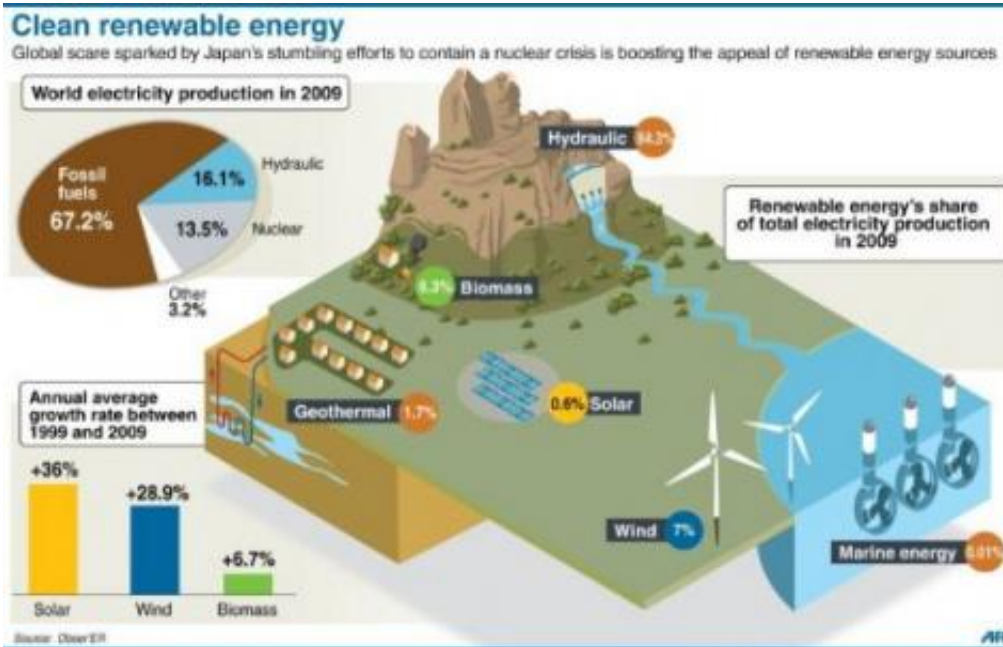 Clean renewable energy
Global scare sparked by Japan's stumbling efforts to contain a nuclear crisis is boosting the appeal of renewable energy sources
World electricity production in 2009
Fossil
fuels
67.2%
Hydraulic
16.1%
Nuclear
13.5%
Other
3.2%
Hydraulic
Renewable energy's share
of total electricity production
in 2009
Biomass
Geothermal 1.7%
0.6% Solar
Wind 7%
Marine energy 0.01%
Annual average
growth rate between
1999 and 2009
+36%
+28.9%
+5.7%
Solar
Wind
Biomass
Source: